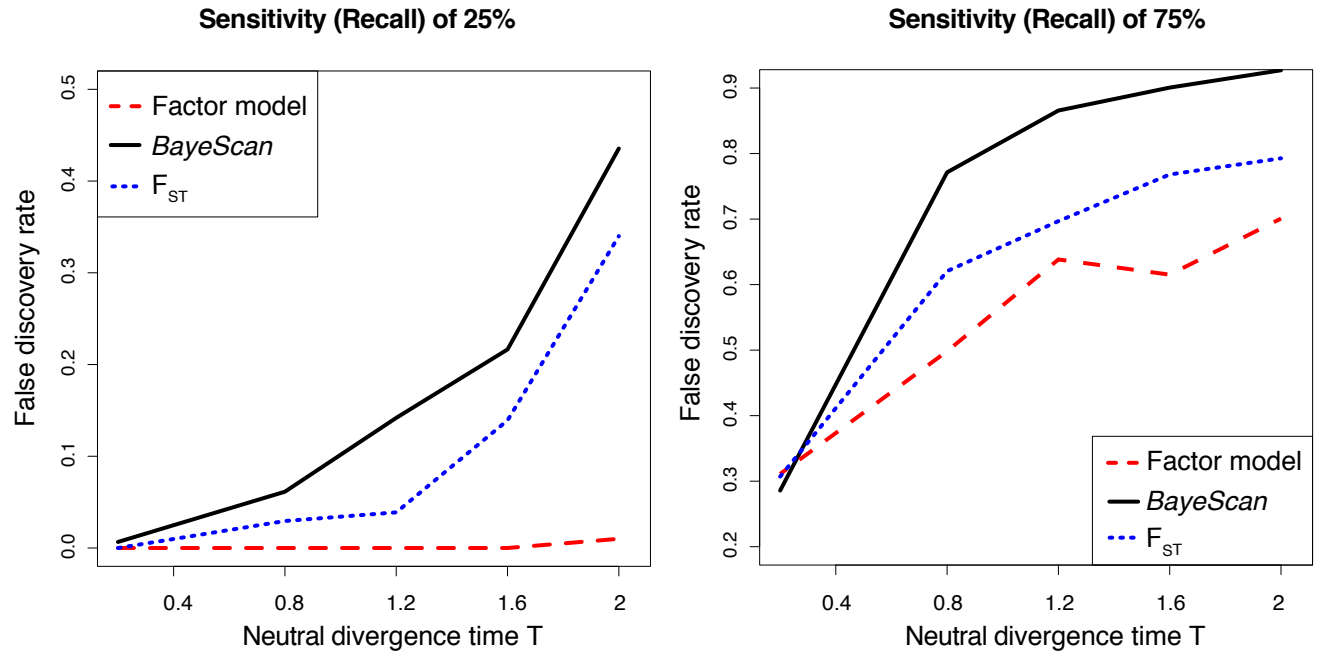 Sensitivity (Recall) of 25%
False discovery rate
0.5
0.4
0.3
0.2
0.1
0.0
Factor model
BayeScan
FST
0.4 0.8 1.2 1.6 2
Neutral divergence time T
Sensitivity (Recall) of 75%
False discovery rate
0.9
0.8
0.7
0.6
0.5
0.4
0.3
0.2
Factor model
BayeScan
FST
0.4 0.8 1.2 1.6 2
Neutral divergence time T